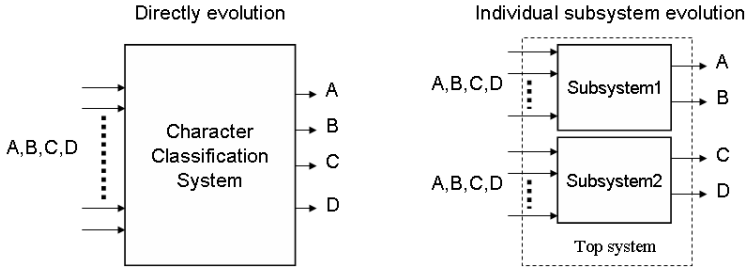 Directly evolution
A,B,C,D
Character
Classification
System
A
B
C
D
Individual subsystem evolution
A,B,C,D
Subsystem1
A
B
A,B,C,D
Subsystem2
C
D
Top system